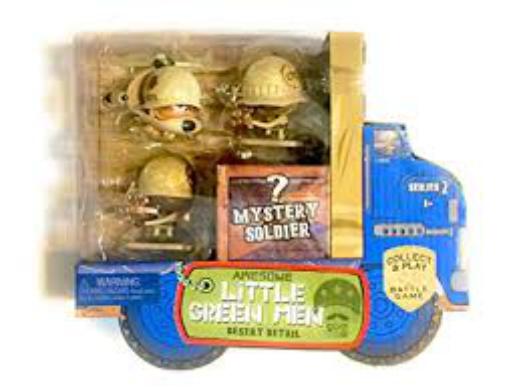 SERIES 2
?
MYSTERY
SOLDIER
COLLECT
& PLAY
BATTLE
GAME
WARNING
AWESOME
LITTLE
GREEN MEN
DESERT DETAIL